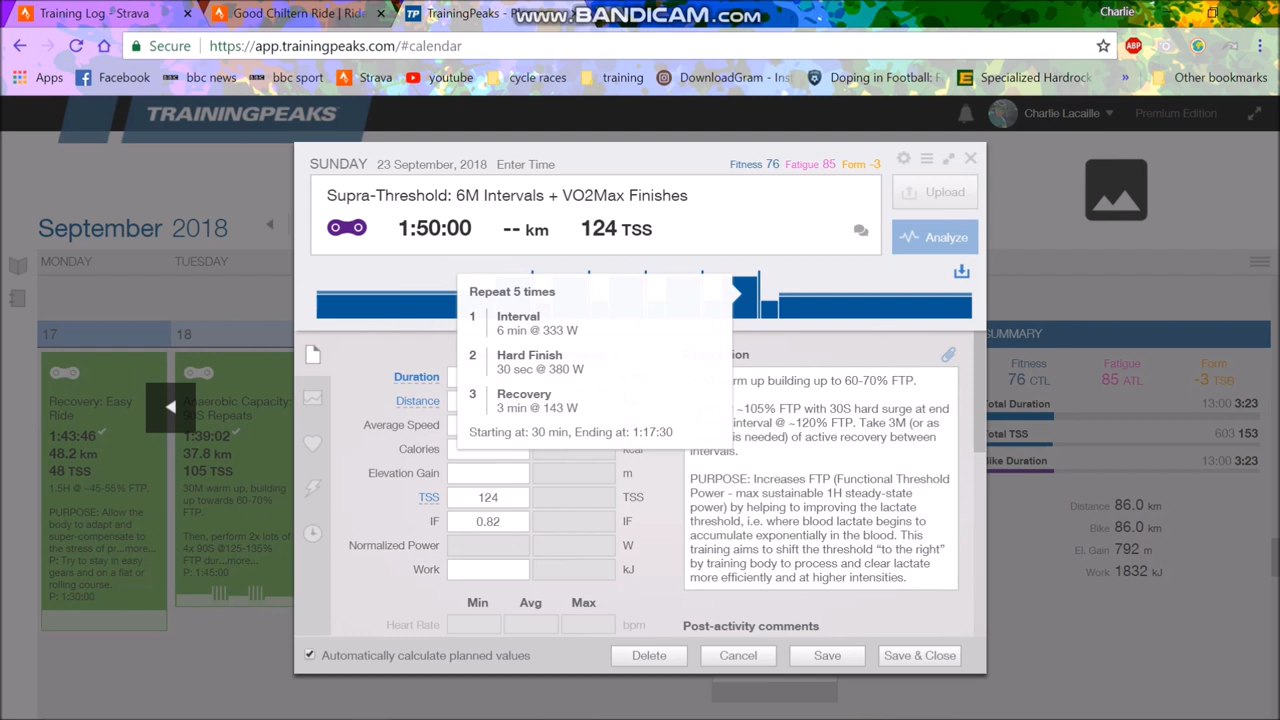 Training Log - Strava
Good Chiltern Ride | Ride
TrainingPeaks - P
www.BANDICAM.com
Charlie
Secure
https://app.trainingpeaks.com/#calendar
ABP
Apps
Facebook
bbc news
bbc sport
Strava
youtube
cycle races
training
DownloadGram - Inst
Doping in Football: F
Specialized Hardrock
»
Other bookmarks
TRAININGPEAKS
Charlie Lacaille
Premium Edition
SUNDAY 23 September, 2018 Enter Time
Fitness 76 Fatigue 85 Form -3
Supra-Threshold: 6M Intervals + VO2Max Finishes
1:50:00 -- km 124 TSS
Upload
Analyze
September 2018
MONDAY
TUESDAY
17
18
Recovery: Easy
Ride
1:43:46
48.2 km
48 TSS
1.5H @ ~45-55% FTP.
PURPOSE: Allow the
body to adapt and
super-compensate to
the stress of pr...more
P: Try to stay in easy
gears and on a flat or
rolling course.
P: 1:30:00
Anaerobic Capacity:
90S Repeats
1:39:02
37.8 km
105 TSS
30M warm up, building
up towards 60-70%
FTP.
Then, perform 2x lots of
4x 90S @125-135%
FTP dur...more
P: 1:45:00
Repeat 5 times
1 Interval
6 min @ 333 W
2 Hard Finish
30 sec @ 380 W
3 Recovery
3 min @ 143 W
Starting at: 30 min, Ending at: 1:17:30
Duration
Distance
Average Speed
Calories kcal
Elevation Gain m
TSS 124 TSS
IF 0.82 IF
Normalized Power W
Work kJ
Min Avg Max
Heart Rate bpm
rm up building up to 60-70% FTP.
~105% FTP with 30S hard surge at end
interval @ ~120% FTP. Take 3M (or as
is needed) of active recovery between
intervals.
PURPOSE: Increases FTP (Functional Threshold
Power - max sustainable 1H steady-state
power) by helping to improving the lactate
threshold, i.e. where blood lactate begins to
accumulate exponentially in the blood. This
training aims to shift the threshold "to the right"
by training body to process and clear lactate
more efficiently and at higher intensities.
Post-activity comments
Automatically calculate planned values
Delete
Cancel
Save
Save & Close
SUMMARY
Fitness Fatigue Form
76 CTL 85 ATL -3 TSB
Total Duration 13:00 3:23
Total TSS 603 153
Bike Duration 13:00 3:23
Distance 86.0 km
Bike 86.0 km
El. Gain 792 m
Work 1832 kJ